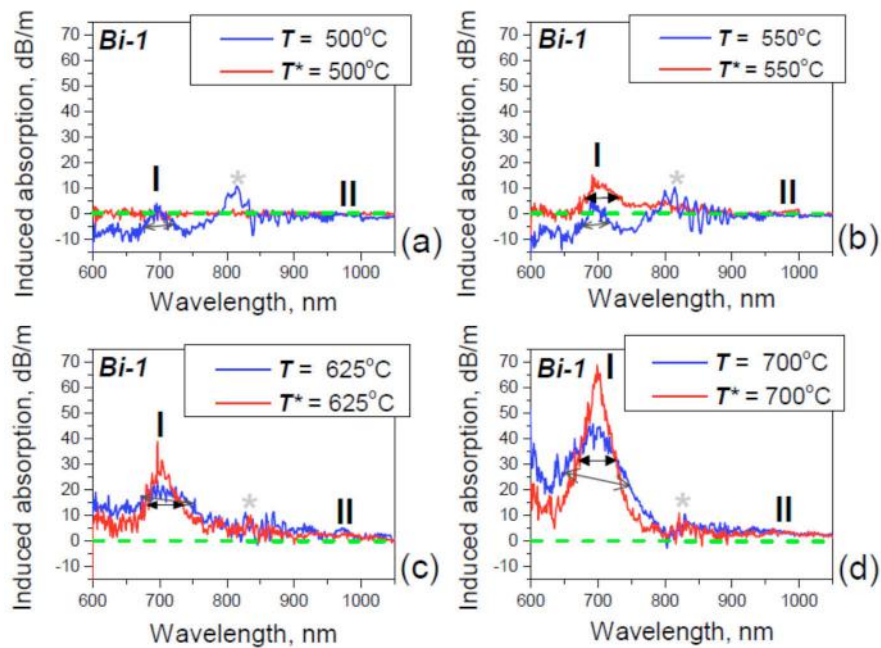 Bi-1
T = 500°C
T* = 500°C
I
*
II
(a)
Induced absorption, dB/m
70
60
50
40
30
20
10
0
-10
600 700 800 900 1000
Wavelength, nm
Bi-1
T = 550°C
T* = 550°C
I
*
II
(b)
Induced absorption, dB/m
70
60
50
40
30
20
10
0
-10
600 700 800 900 1000
Wavelength, nm
Bi-1
T = 625°C
T* = 625°C
I
*
II
(c)
Induced absorption, dB/m
70
60
50
40
30
20
10
0
-10
600 700 800 900 1000
Wavelength, nm
Bi-1
T = 700°C
T* = 700°C
I
*
II
(d)
Induced absorption, dB/m
70
60
50
40
30
20
10
0
-10
600 700 800 900 1000
Wavelength, nm